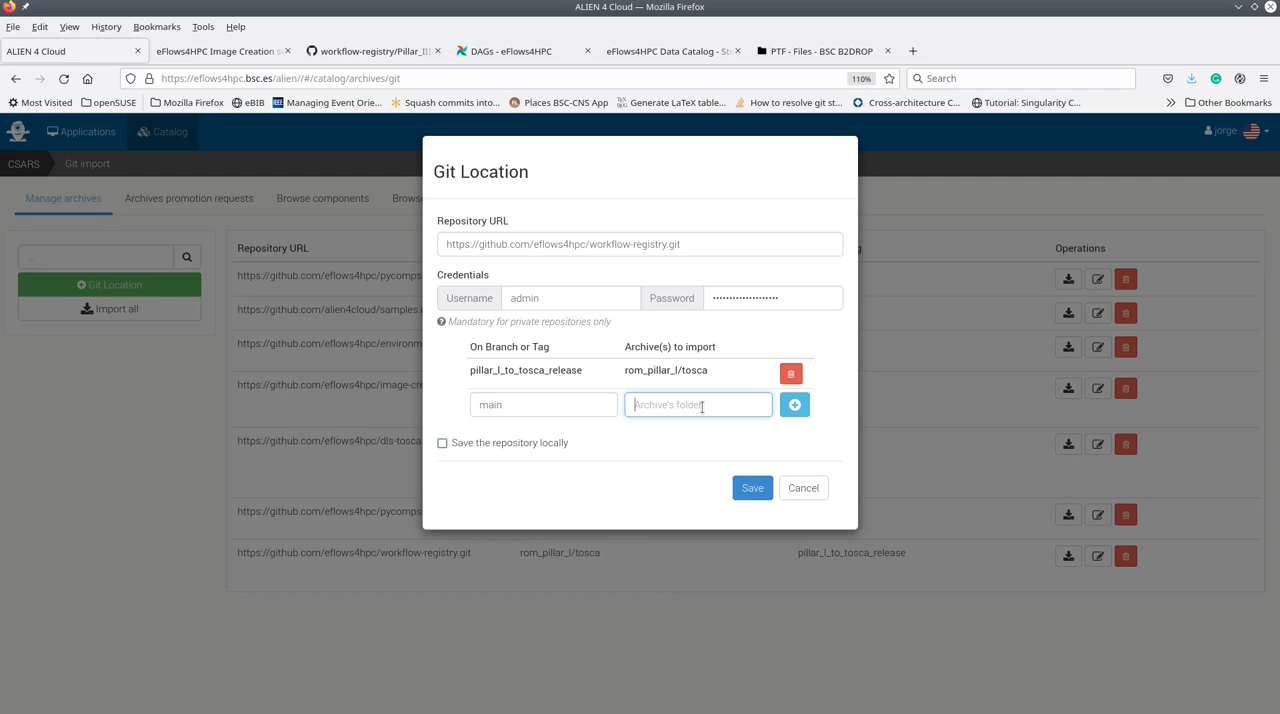 ALIEN 4 Cloud — Mozilla Firefox
File Edit View History Bookmarks Tools Help
ALIEN 4 Cloud eFlows4HPC Image Creation s workflow-registry/Pillar_III DAGs - eFlows4HPC eFlows4HPC Data Catalog - St PTF - Files - BSC B2DROP
https://eflows4hpc.bsc.es/alien//#/catalog/archives/git 110% Search
Most Visited openSUSE Mozilla Firefox eBIB Managing Event Orie... Squash commits into... Places BSC-CNS App Generate LaTeX table... How to resolve git st... Cross-architecture C... Tutorial: Singularity C... Other Bookmarks
Applications Catalog jorge
CSARS Git import
Manage archives Archives promotion requests Browse components Brows
Git Location
Repository URL
https://github.com/eflows4hpc/workflow-registry.git
Credentials
Username admin Password •••••••••••••••••••
Mandatory for private repositories only
On Branch or Tag Archive(s) to import
pillar_I_to_tosca_release rom_pillar_I/tosca
main Archive's folder
Save the repository locally
Save Cancel
...
Git Location
Import all
Repository URL g Operations
https://github.com/eflows4hpc/pycomps
https://github.com/alien4cloud/samples.g
https://github.com/eflows4hpc/environm
https://github.com/eflows4hpc/image-cre
https://github.com/eflows4hpc/dls-tosca
https://github.com/eflows4hpc/pycomps
https://github.com/eflows4hpc/workflow-registry.git rom_pillar_I/tosca pillar_I_to_tosca_release